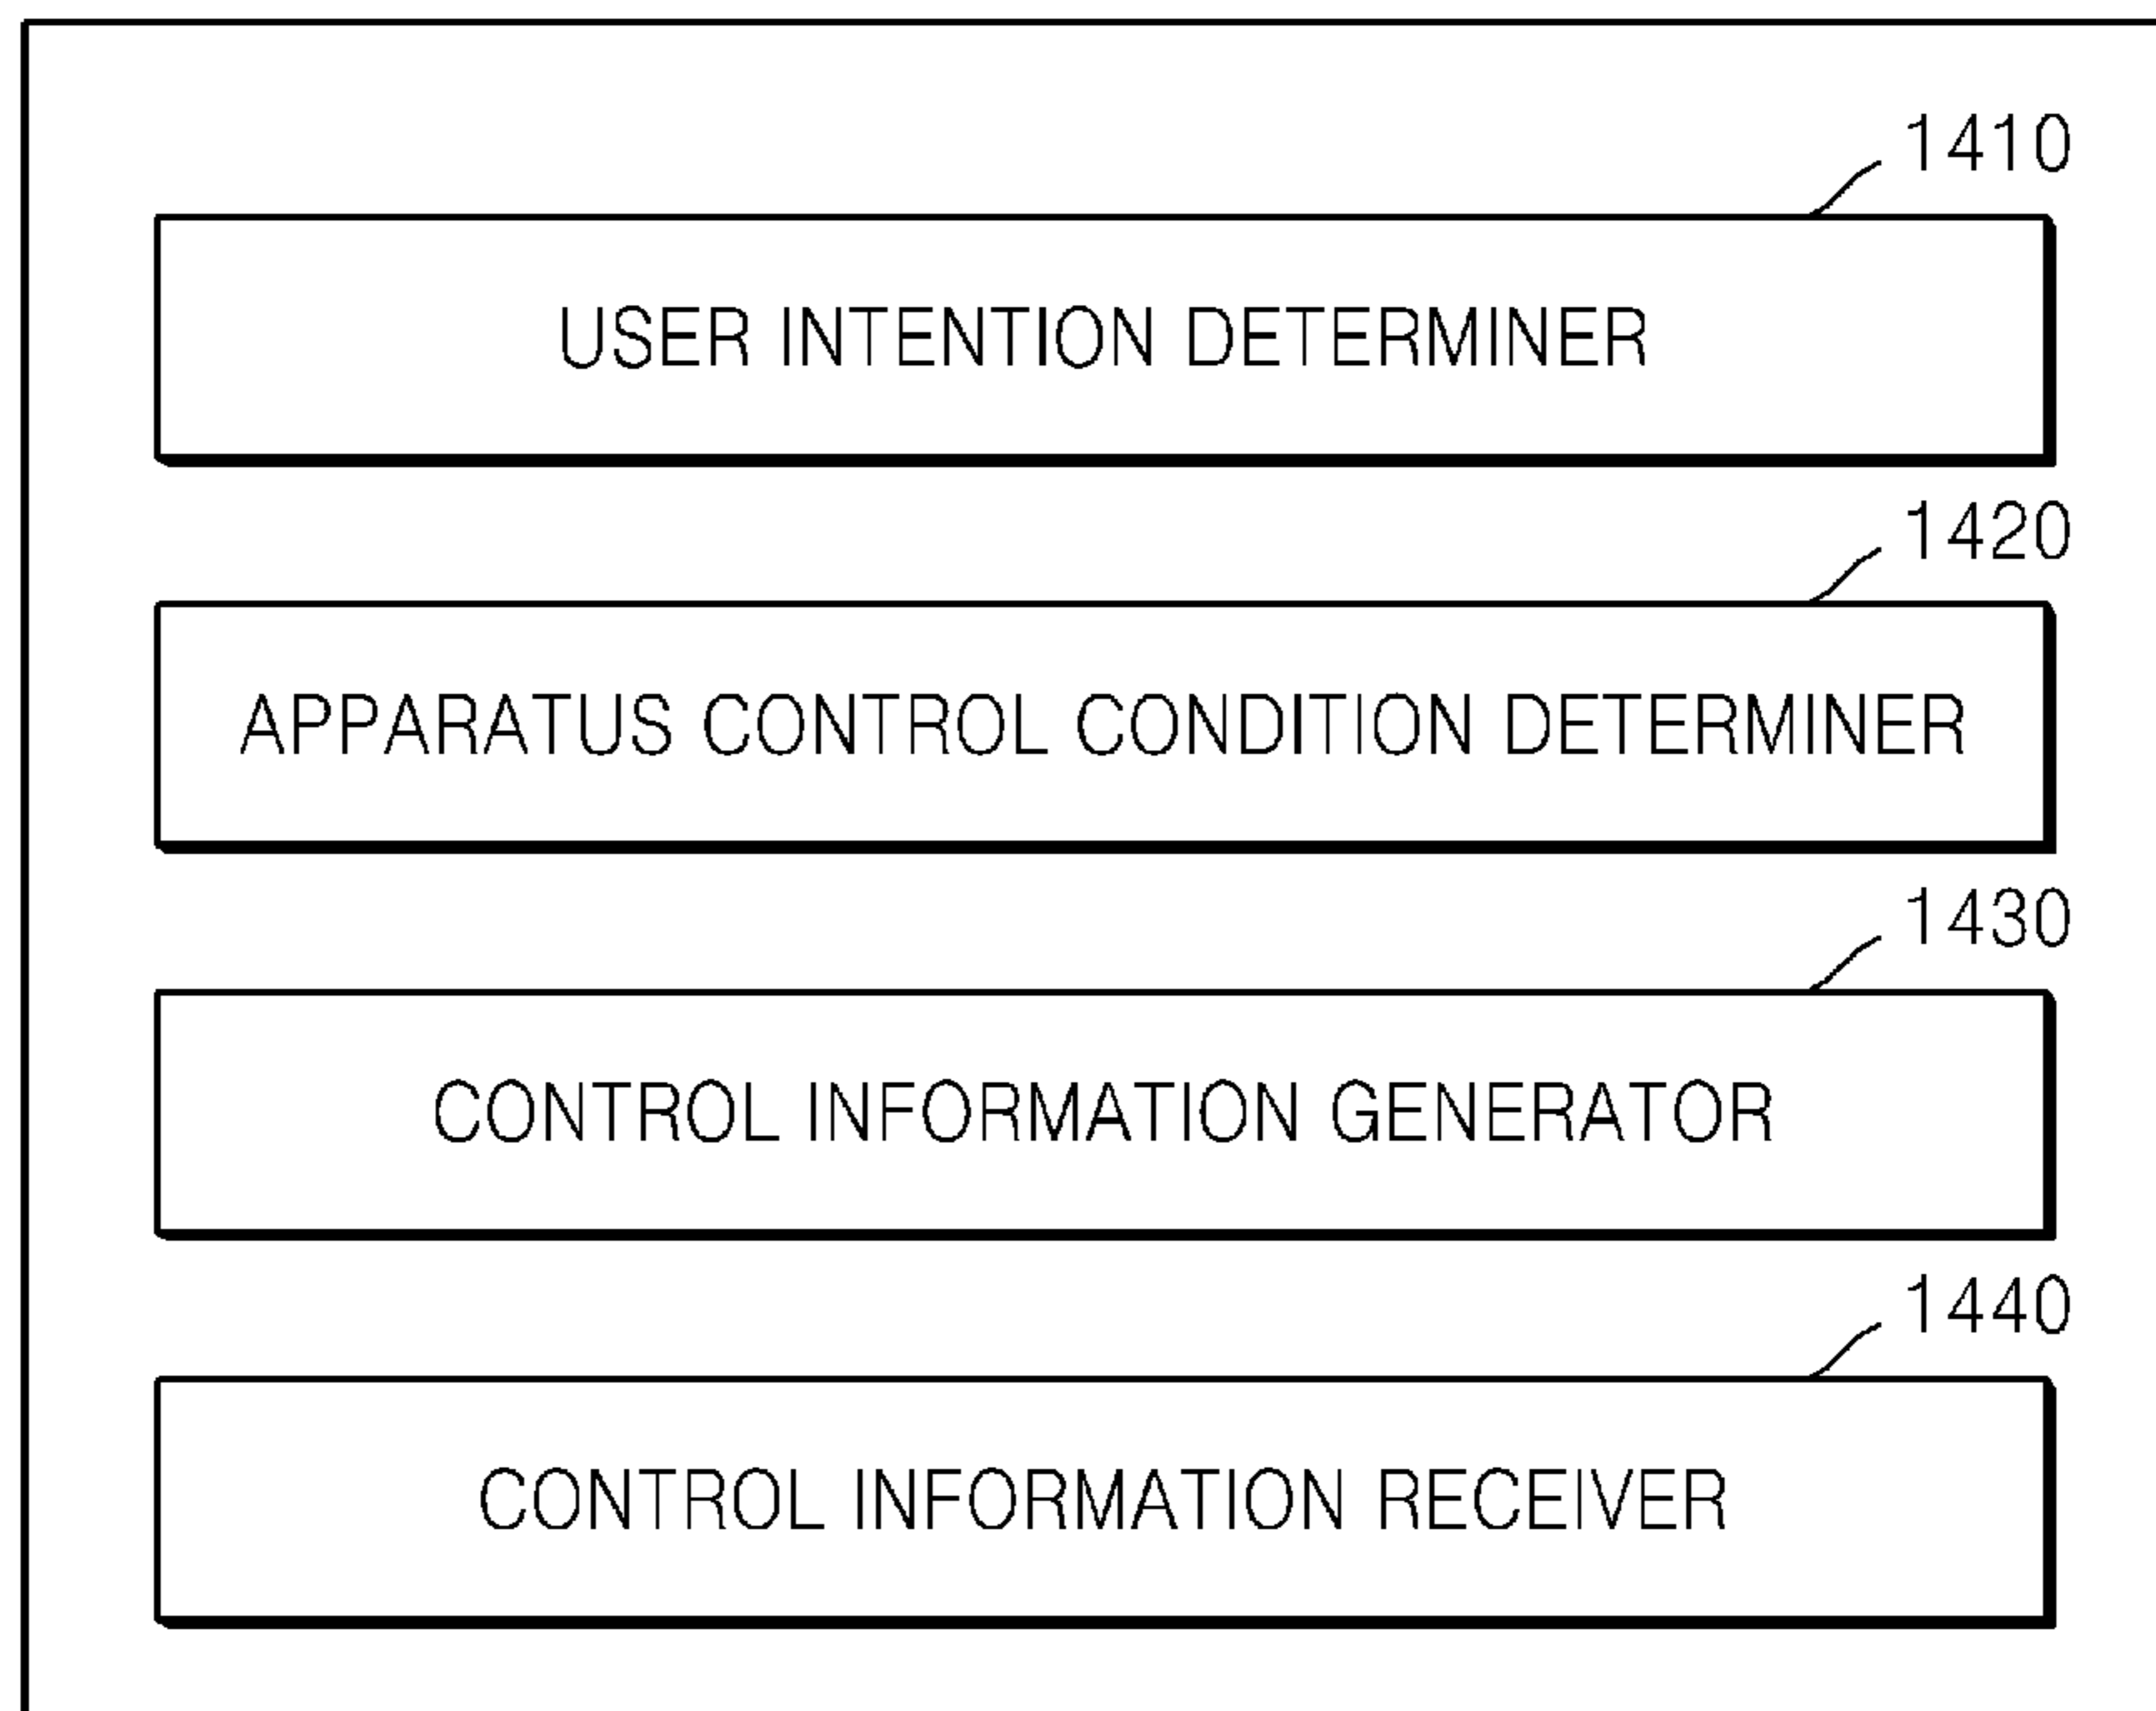 1410
USER INTENTION DETERMINER
1420
APPARATUS CONTROL CONDITION DETERMINER
1430
CONTROL INFORMATION GENERATOR
1440
CONTROL INFORMATION RECEIVER